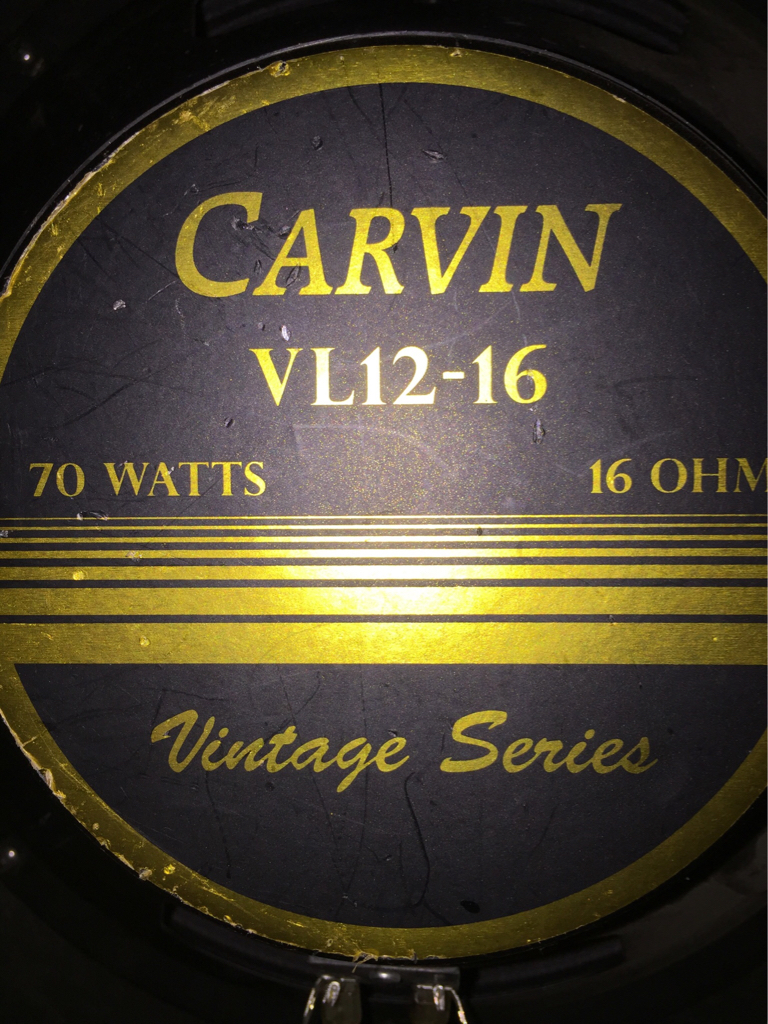 CARVIN
VL12-16
70 WATTS 16 OHM
Vintage Series